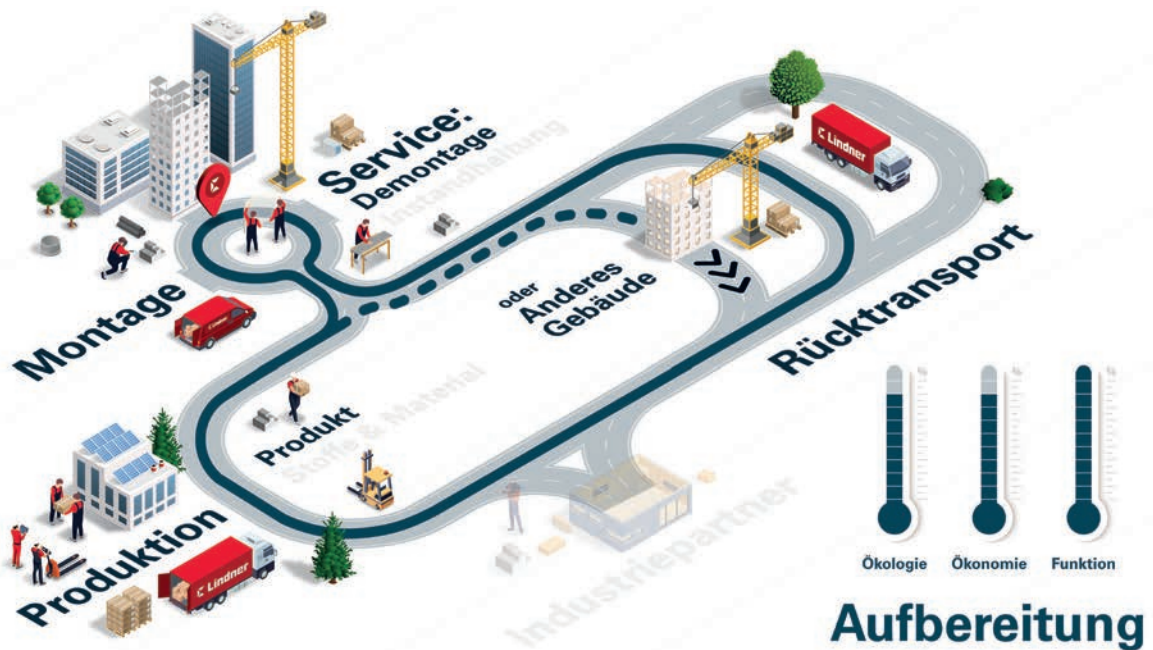 Service:
Demontage
Instandhaltung
Lindner
oder
Anderes
Gebäude
Montage
Lindner
Rücktransport
Produkt
Stoffe & Material
Produktion
Lindner
Industriepartner
Ökologie Ökonomie Funktion
Aufbereitung